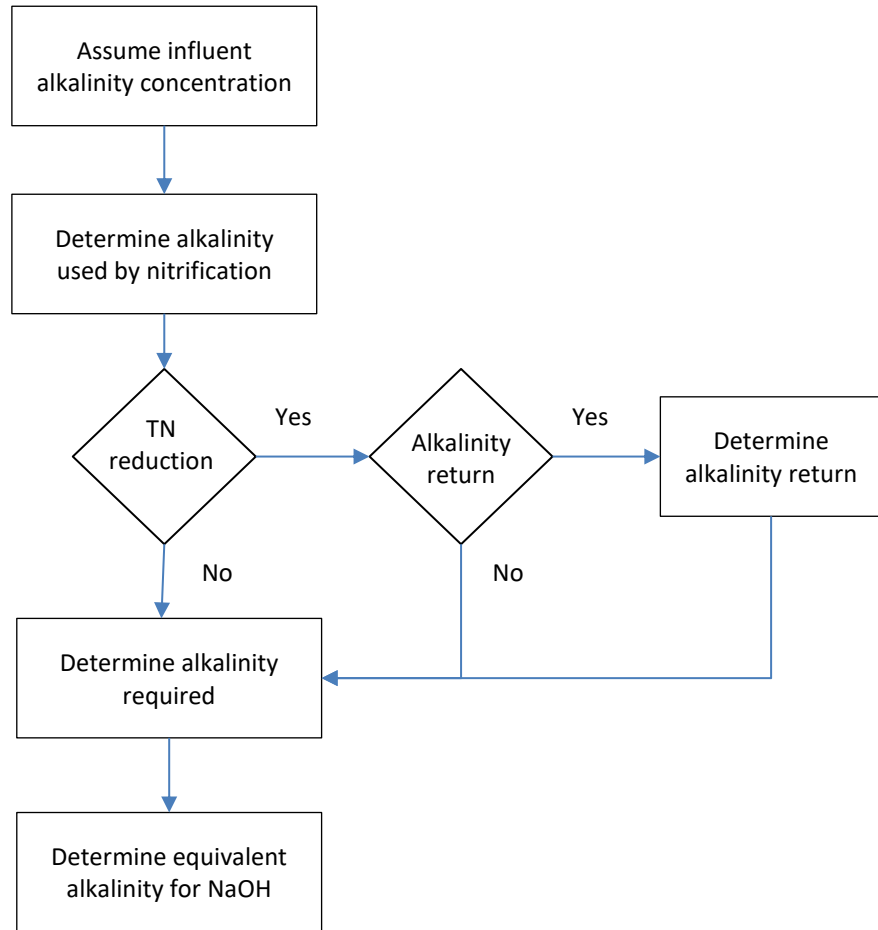 Assume influent
alkalinity concentration
Determine alkalinity
used by nitrification
TN
reduction
Yes
Alkalinity
return
Yes
Determine
alkalinity return
No
No
Determine alkalinity
required
Determine equivalent
alkalinity for NaOH